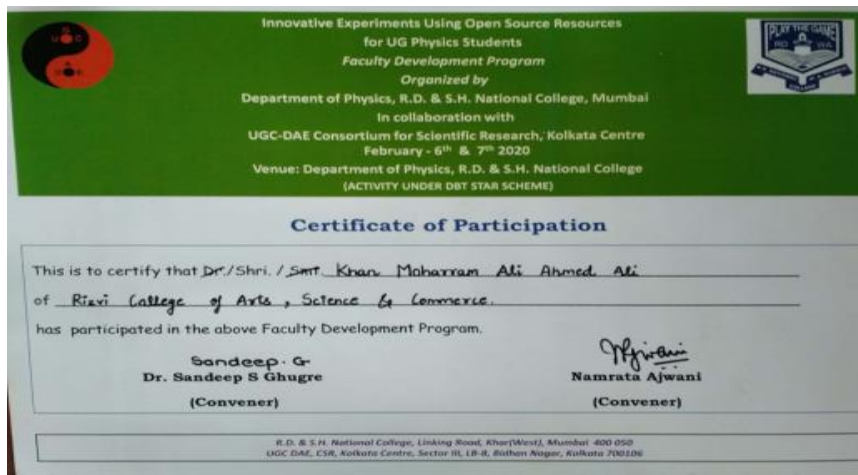 Innovative Experiments Using Open Source Resources
for UG Physics Students
Faculty Development Program
Organized by
Department of Physics, R.D. & S.H. National College, Mumbai
In collaboration with
UGC-DAE Consortium for Scientific Research, Kolkata Centre
February - 6th & 7th 2020
Venue: Department of Physics, R.D. & S.H. National College
(ACTIVITY UNDER DBT STAR SCHEME)
PLAY THE GAME
RD WA
COLLEGE
Certificate of Participation
This is to certify that Dr./Shri. / Smt. Khan Moharram Ali Ahmed Ali
of Rizvi College of Arts, Science & Commerce.
has participated in the above Faculty Development Program.
Sandeep. G
Dr. Sandeep S Ghugre
(Convener)
Namrata Ajwani
(Convener)
R.D. & S.H. National College, Linking Road, Khar(West), Mumbai 400 050
UGC DAE, CSR, Kolkata Centre, Sector III, LB-8, Bidhan Nagar, Kolkata 700106